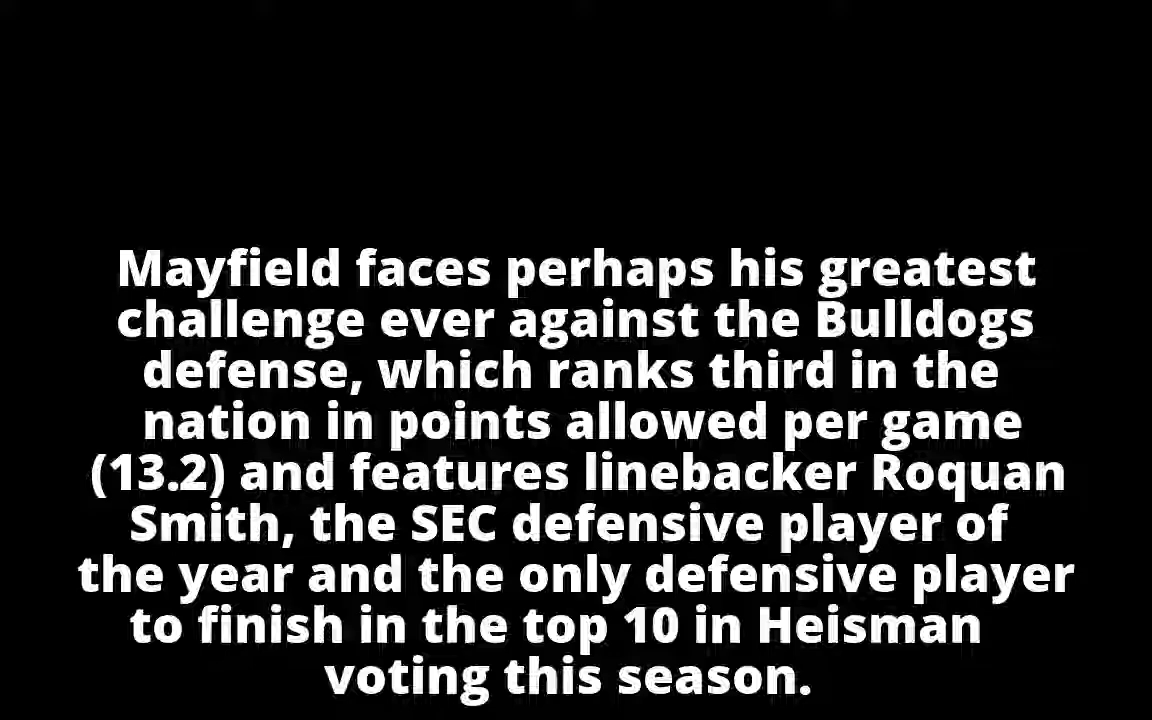 Mayfield faces perhaps his greatest
challenge ever against the Bulldogs
defense, which ranks third in the
nation in points allowed per game
(13.2) and features linebacker Roquan
Smith, the SEC defensive player of
the year and the only defensive player
to finish in the top 10 in Heisman
voting this season.